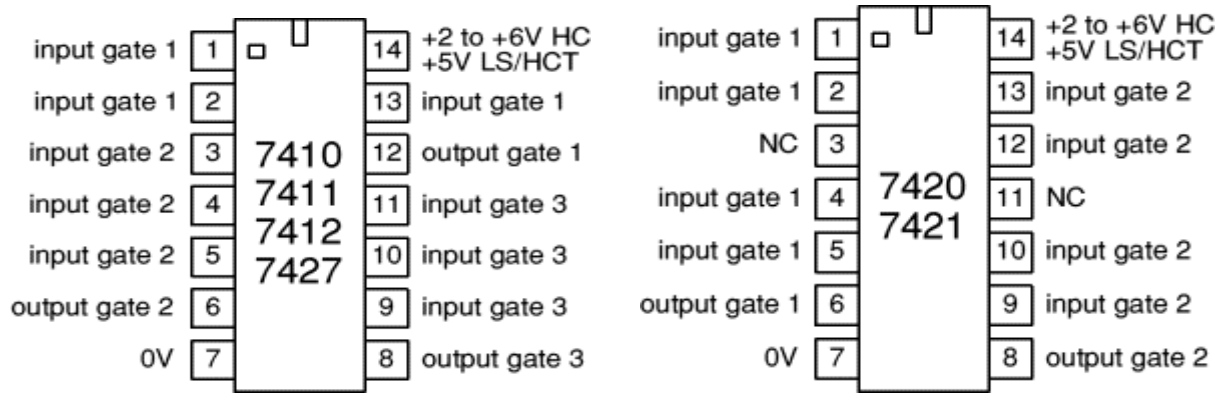 input gate 1 1 14 +2 to +6V HC
+5V LS/HCT
input gate 1 2 13 input gate 1
input gate 2 3 12 output gate 1
input gate 2 4 11 input gate 3
input gate 2 5 10 input gate 3
output gate 2 6 9 input gate 3
0V 7 8 output gate 3
7410
7411
7412
7427
input gate 1 1 14 +2 to +6V HC
+5V LS/HCT
input gate 1 2 13 input gate 2
NC 3 12 input gate 2
input gate 1 4 11 NC
input gate 1 5 10 input gate 2
output gate 1 6 9 input gate 2
0V 7 8 output gate 2
7420
7421